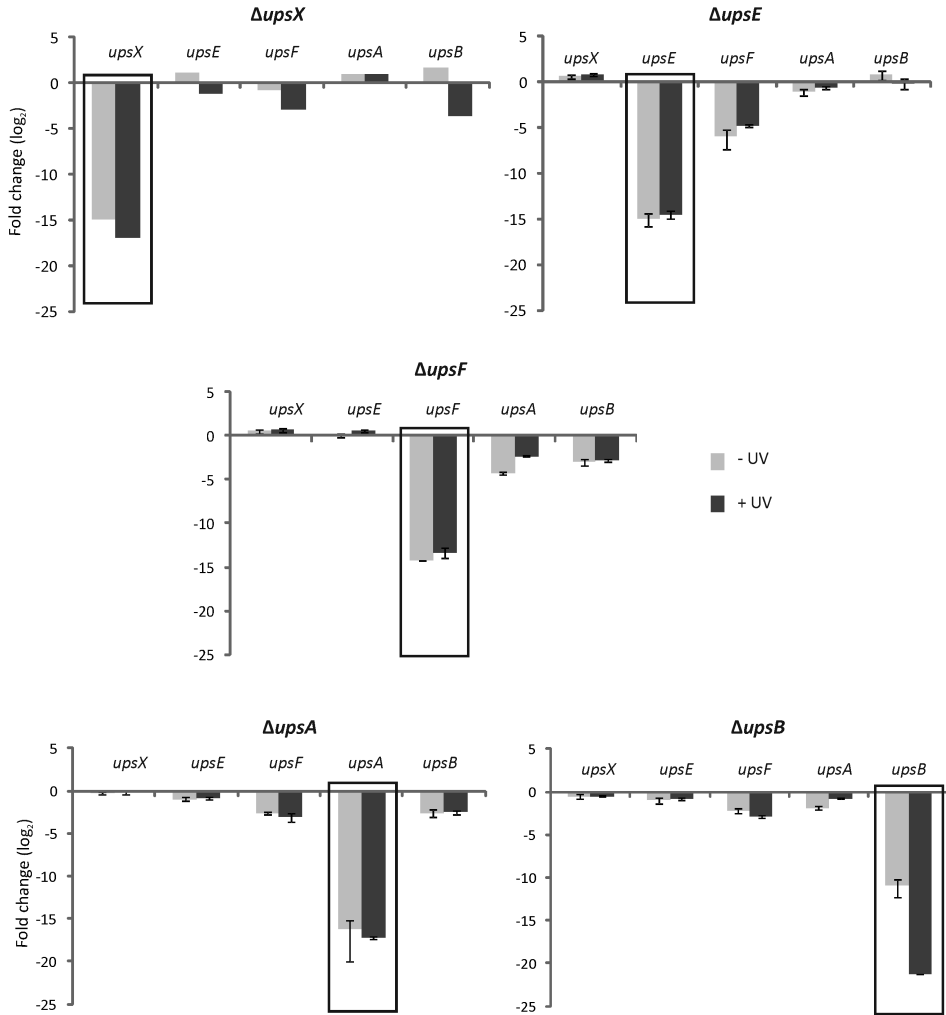 ΔupsX
5
0
-5
-10
-15
-20
-25
Fold change (log₂)
upsX upsE upsF upsA upsB
ΔupsE
5
0
-5
-10
-15
-20
-25
upsX upsE upsF upsA upsB
ΔupsF
5
0
-5
-10
-15
-20
-25
upsX upsE upsF upsA upsB
- UV
+ UV
ΔupsA
5
0
-5
-10
-15
-20
-25
Fold change (log₂)
upsX upsE upsF upsA upsB
ΔupsB
5
0
-5
-10
-15
-20
-25
upsX upsE upsF upsA upsB